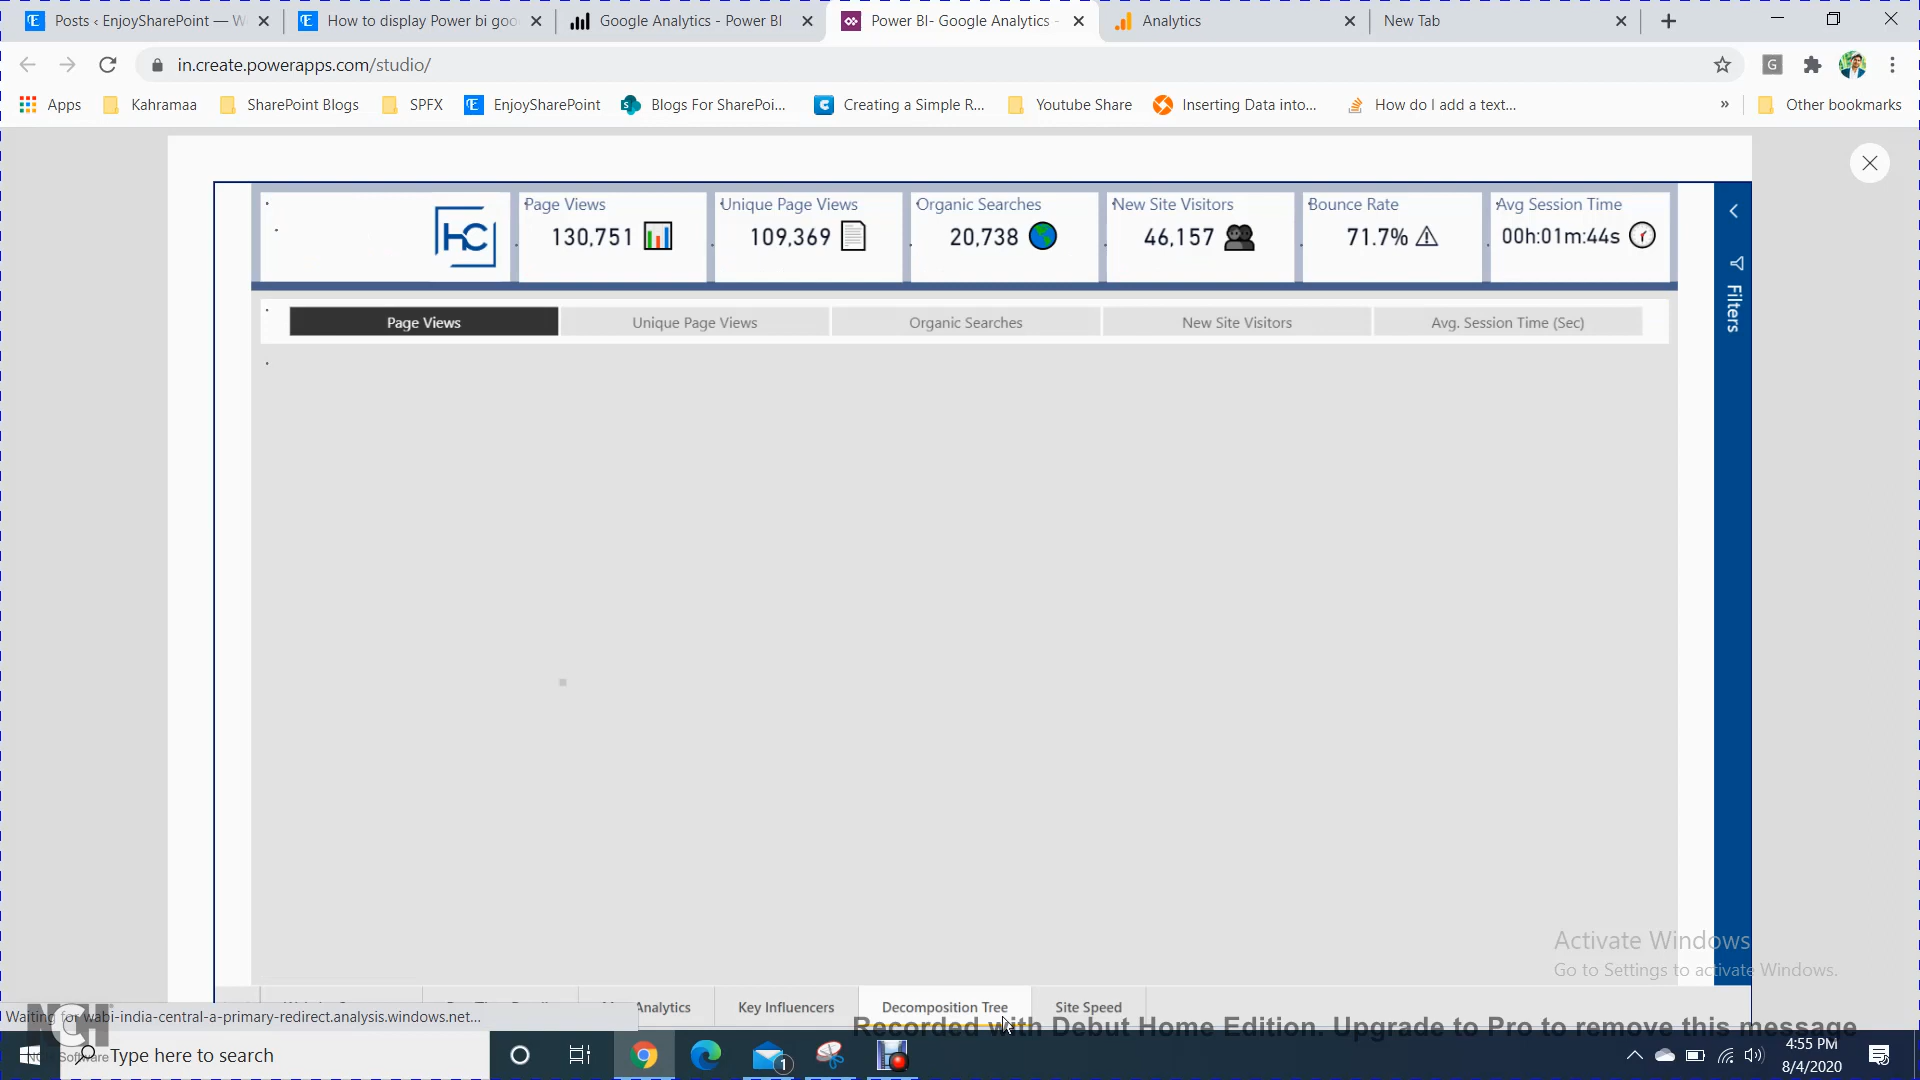 Posts ‹ EnjoySharePoint — W
How to display Power bi goo
Google Analytics - Power BI
Power BI- Google Analytics -
Analytics
New Tab
in.create.powerapps.com/studio/
G
Apps
Kahramaa
SharePoint Blogs
SPFX
EnjoySharePoint
Blogs For SharePoi...
Creating a Simple R...
Youtube Share
Inserting Data into...
How do I add a text...
»
Other bookmarks
HC
Page Views
130,751
Unique Page Views
109,369
Organic Searches
20,738
New Site Visitors
46,157
Bounce Rate
71.7%
Avg Session Time
00h:01m:44s
Filters
Page Views
Unique Page Views
Organic Searches
New Site Visitors
Avg. Session Time (Sec)
Activate Windows
Go to Settings to activate Windows.
Analytics
Key Influencers
Decomposition Tree
Site Speed
Waiting for wabi-india-central-a-primary-redirect.analysis.windows.net...
Recorded with Debut Home Edition. Upgrade to Pro to remove this message
NCH
NCH Software
Type here to search
1
4:55 PM
8/4/2020